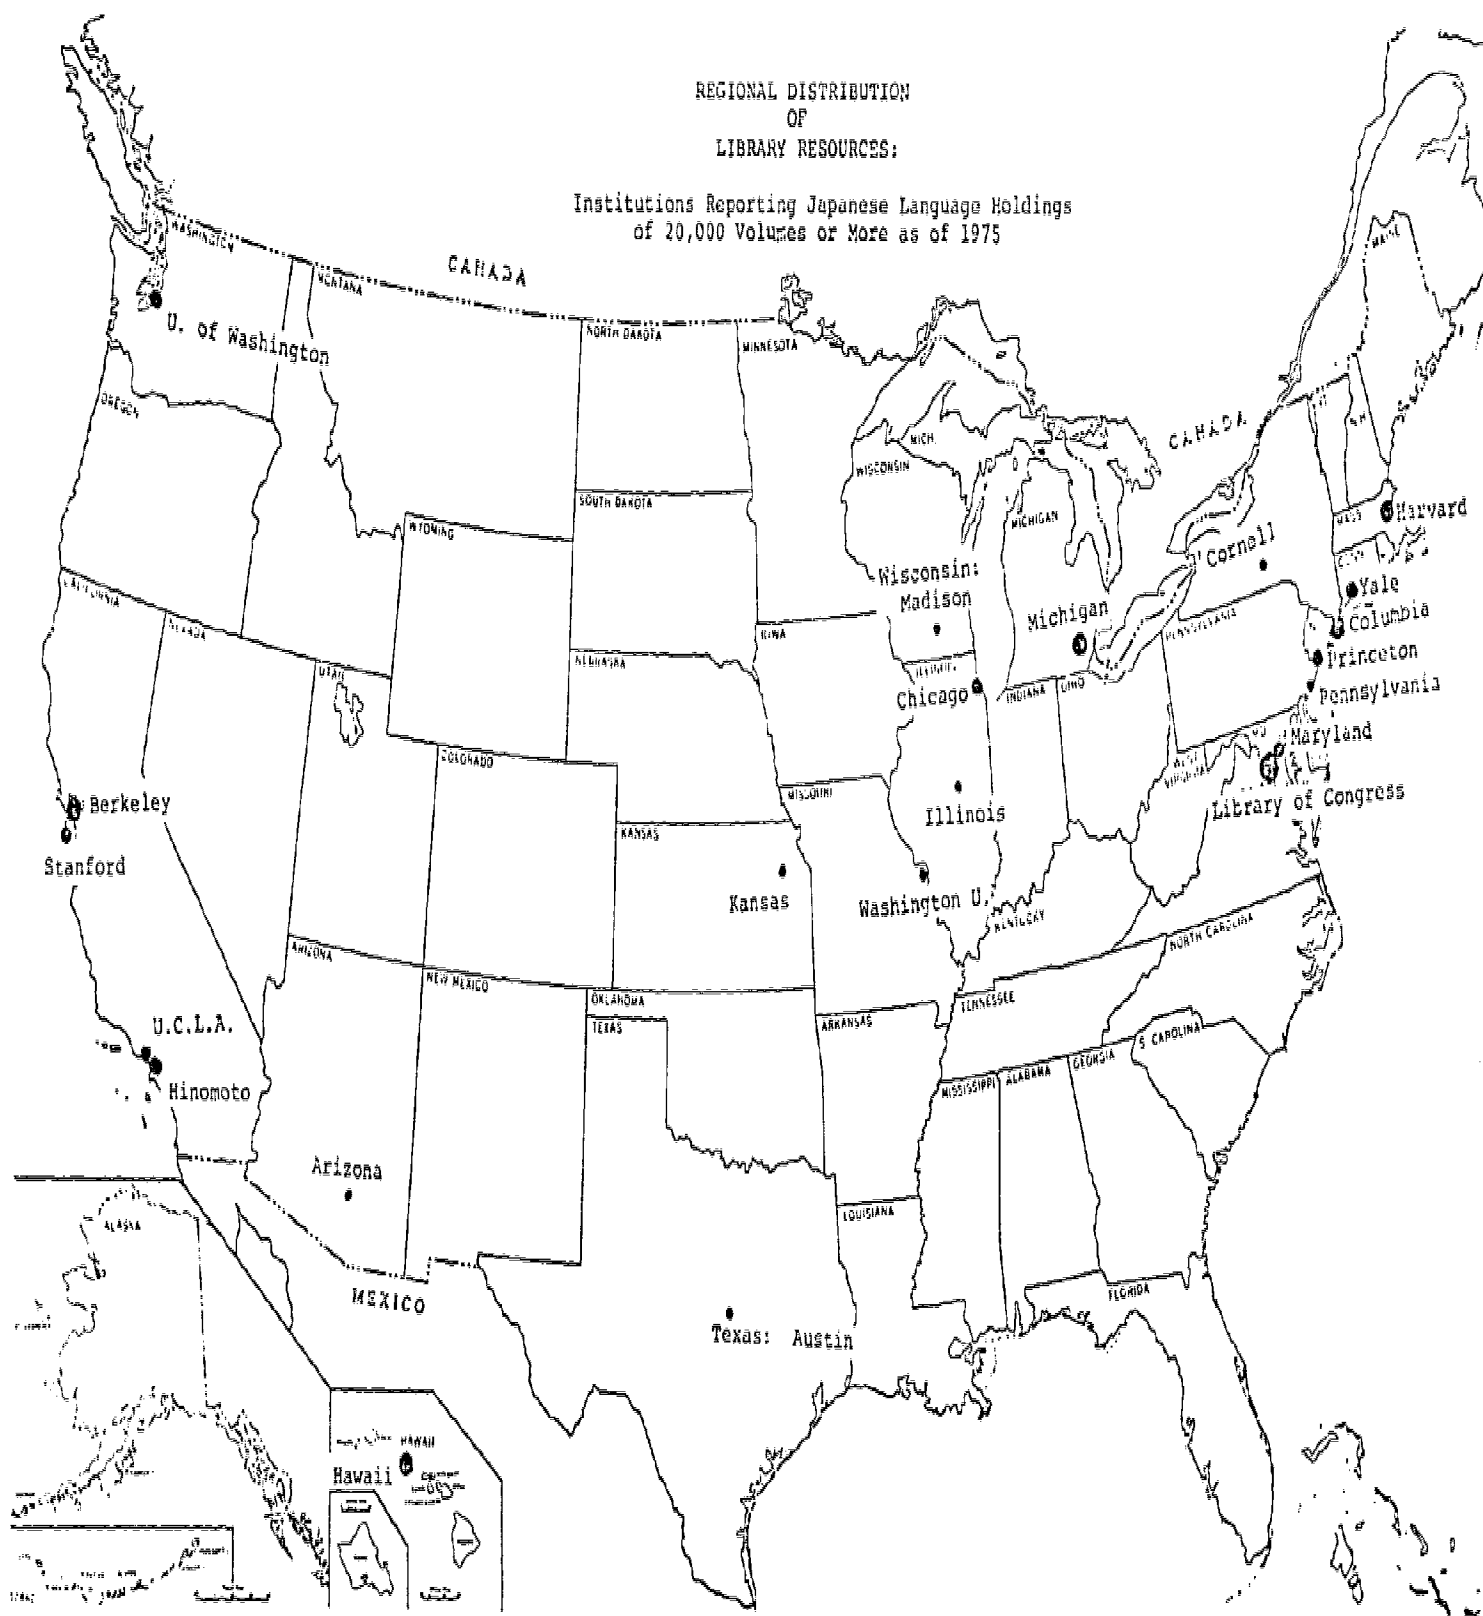 REGIONAL DISTRIBUTION
OF
LIBRARY RESOURCES:
Institutions Reporting Japanese Language Holdings
of 20,000 Volumes or More as of 1975
WASHINGTON
CANADA
MONTANA
NORTH DAKOTA
MINNESOTA
MAINE
U. of Washington
OREGON
MICH.
WISCONSIN
CANADA
N H
SOUTH DAKOTA
MICHIGAN
MASS
Harvard
WYOMING
Cornell
CONN
CALIFORNIA
NEVADA
Wisconsin:
Madison
Michigan
Yale
Columbia
IOWA
PENNSYLVANIA
Princeton
NEBRASKA
UTAH
Chicago
INDIANA
OHIO
Pennsylvania
Maryland
COLORADO
MISSOURI
WEST
VIRGINIA
Berkeley
Illinois
Library of Congress
Stanford
KANSAS
Kansas
Washington U.
KENTUCKY
NORTH CAROLINA
ARIZONA
NEW MEXICO
OKLAHOMA
TENNESSEE
U.C.L.A.
TEXAS
ARKANSAS
S CAROLINA
GEORGIA
Hinomoto
MISSISSIPPI
ALABAMA
Arizona
ALASKA
LOUISIANA
MEXICO
FLORIDA
Texas: Austin
HAWAII
Hawaii